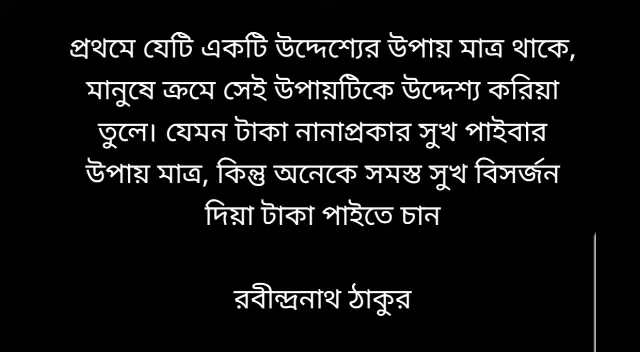 প্রথমে যেটি একটি উদ্দেশ্যের উপায় মাত্র থাকে,
মানুষে ক্রমে সেই উপায়টিকে উদ্দেশ্য করিয়া
তুলে। যেমন টাকা নানাপ্রকার সুখ পাইবার
উপায় মাত্র, কিন্তু অনেকে সমস্ত সুখ বিসর্জন
দিয়া টাকা পাইতে চান
রবীন্দ্রনাথ ঠাকুর